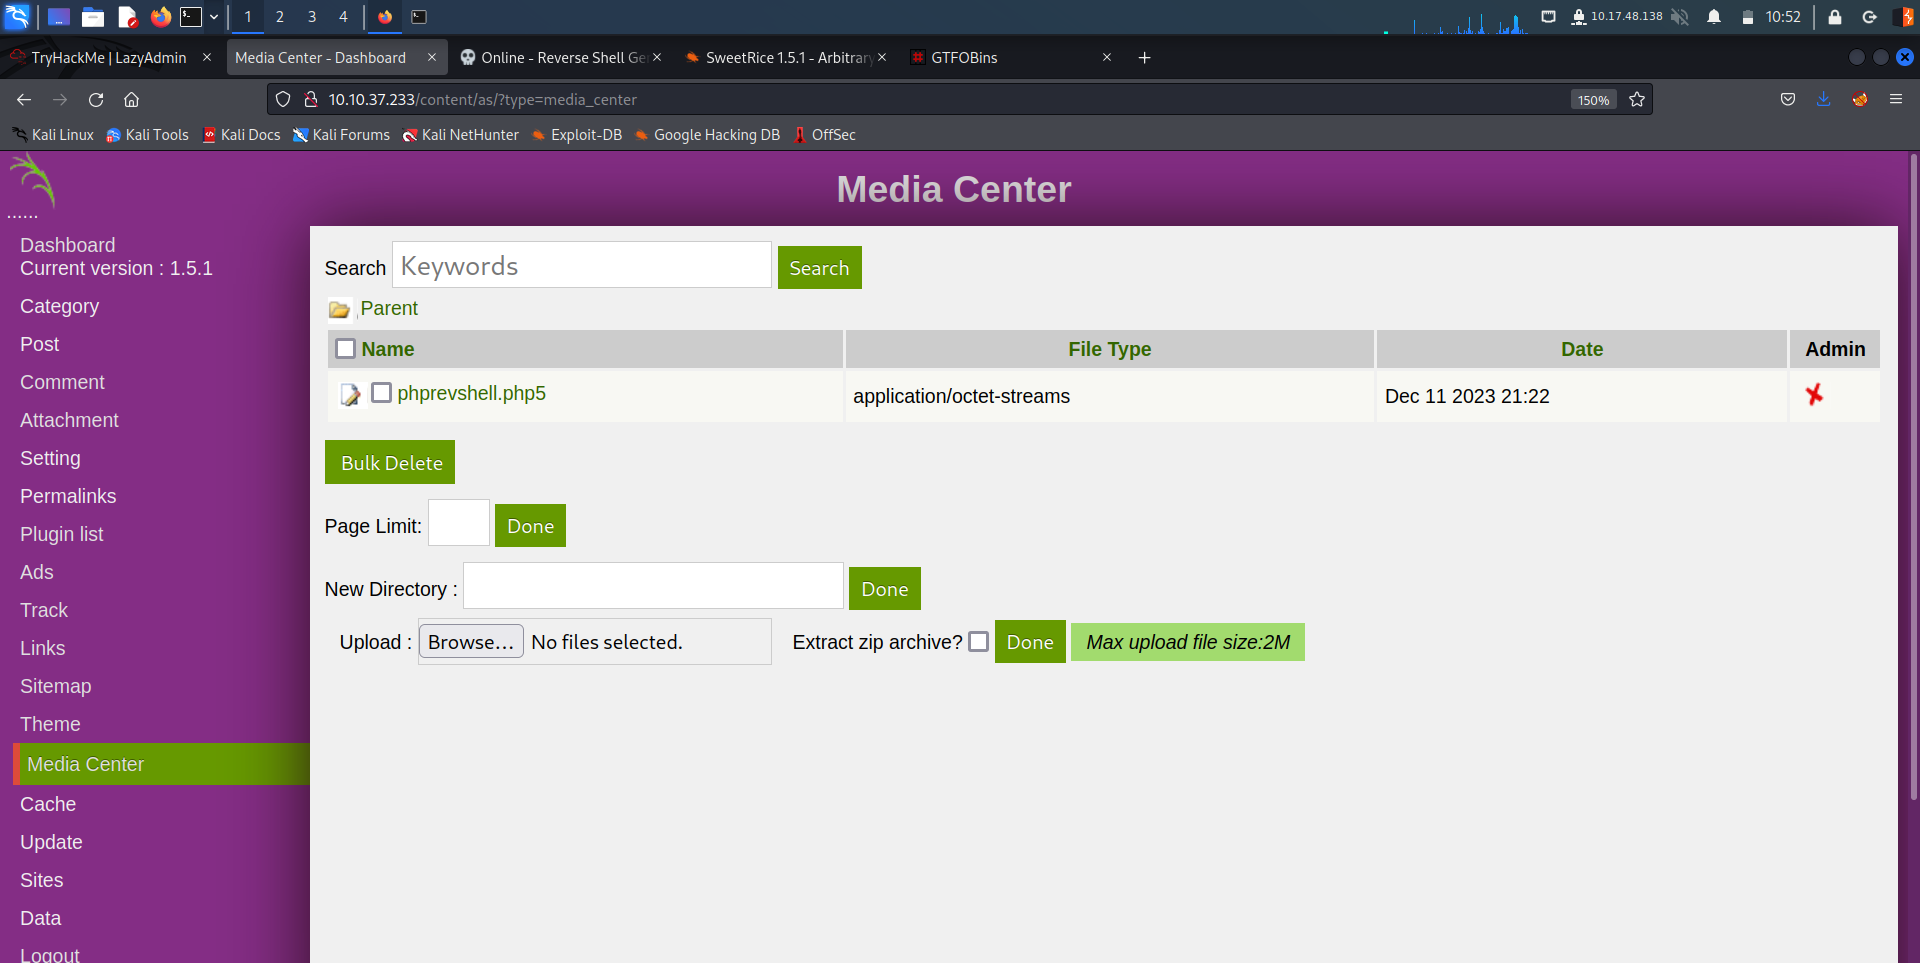 1 2 3 4 10.17.48.138 10:52
TryHackMe | LazyAdmin Media Center - Dashboard Online - Reverse Shell Ge SweetRice 1.5.1 - Arbitrary GTFOBins
10.10.37.233/content/as/?type=media_center 150%
Kali Linux Kali Tools Kali Docs Kali Forums Kali NetHunter Exploit-DB Google Hacking DB OffSec
Media Center
......
Dashboard
Current version : 1.5.1
Category
Post
Comment
Attachment
Setting
Permalinks
Plugin list
Ads
Track
Links
Sitemap
Theme
Media Center
Cache
Update
Sites
Data
Logout
Search Keywords Search
Parent
Name File Type Date Admin
phprevshell.php5 application/octet-streams Dec 11 2023 21:22
Bulk Delete
Page Limit: Done
New Directory : Done
Upload : Browse... No files selected. Extract zip archive? Done Max upload file size:2M